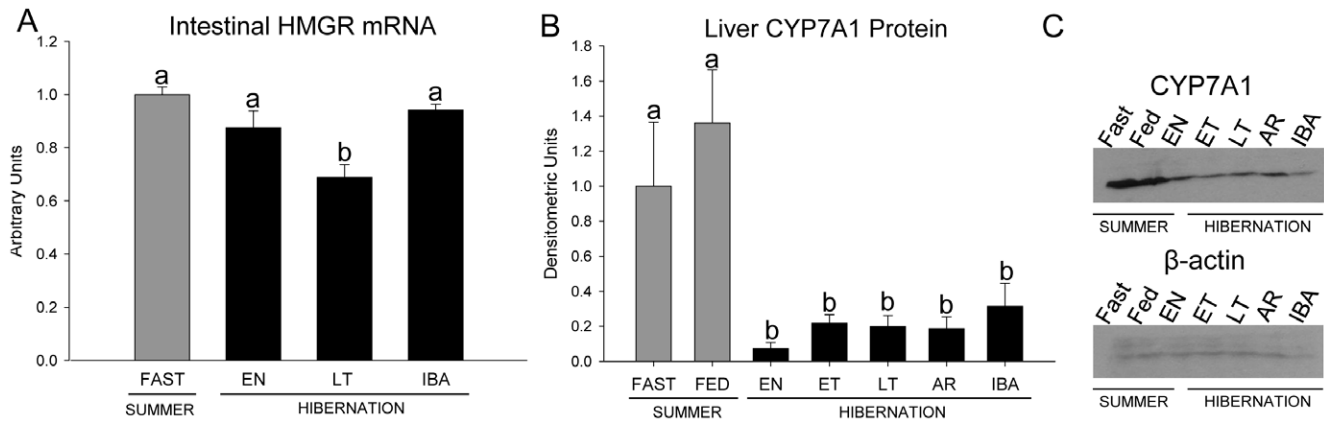 A
Intestinal HMGR mRNA
Arbitrary Units
1.2
1.0
0.8
0.6
0.4
0.2
0.0
a
a
b
a
FAST
EN
LT
IBA
SUMMER
HIBERNATION
B
Liver CYP7A1 Protein
Densitometric Units
1.8
1.6
1.4
1.2
1.0
0.8
0.6
0.4
0.2
0.0
a
a
b
b
b
b
b
FAST
FED
EN
ET
LT
AR
IBA
SUMMER
HIBERNATION
C
CYP7A1
Fast
Fed
EN
ET
LT
AR
IBA
SUMMER
HIBERNATION
β-actin
Fast
Fed
EN
ET
LT
AR
IBA
SUMMER
HIBERNATION